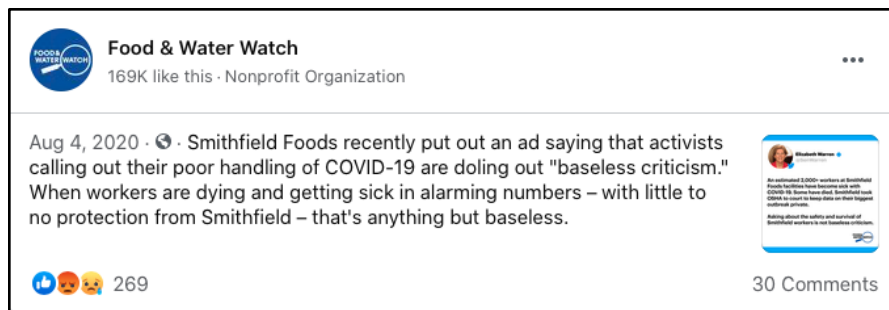 FOOD&
WATER WATCH
Food & Water Watch
169K like this · Nonprofit Organization
Aug 4, 2020 · · Smithfield Foods recently put out an ad saying that activists
calling out their poor handling of COVID-19 are doling out "baseless criticism."
When workers are dying and getting sick in alarming numbers – with little to
no protection from Smithfield – that's anything but baseless.
Elizabeth Warren
An estimated 2,000+ workers at Smithfield
Foods facilities have become sick with
COVID-19. Some have died. Smithfield took
OSHA to court to keep data on their biggest
outbreak private.
Asking about the safety and survival of
Smithfield workers is not baseless criticism.
269
30 Comments